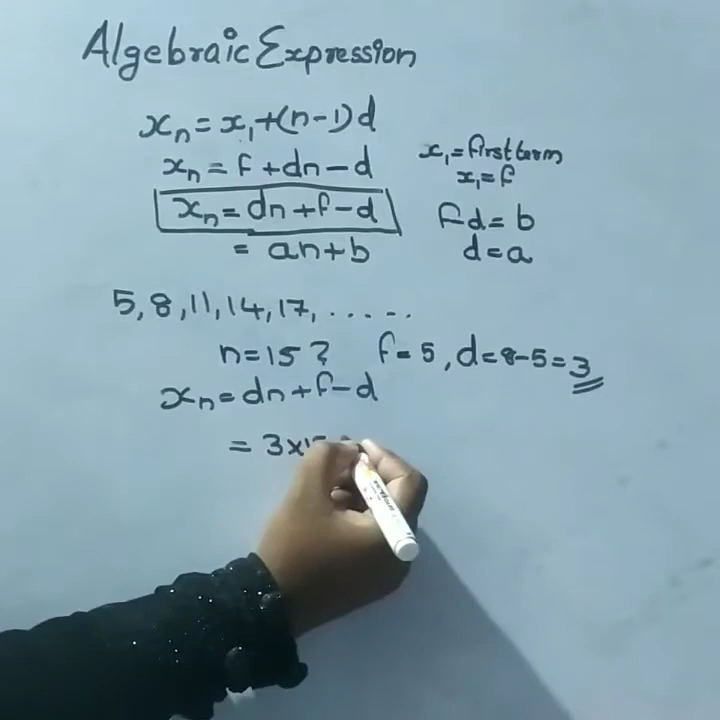 Algebraic Expression
xₙ = x₁+(n-1)d
xₙ = f+dn-d
x₁=first term
x₁=f
xₙ = dn+f-d
f-d=b
= an+b
d=a
5, 8, 11, 14, 17, .....
n=15? f=5, d=8-5=3
xₙ = dn+f-d
= 3×